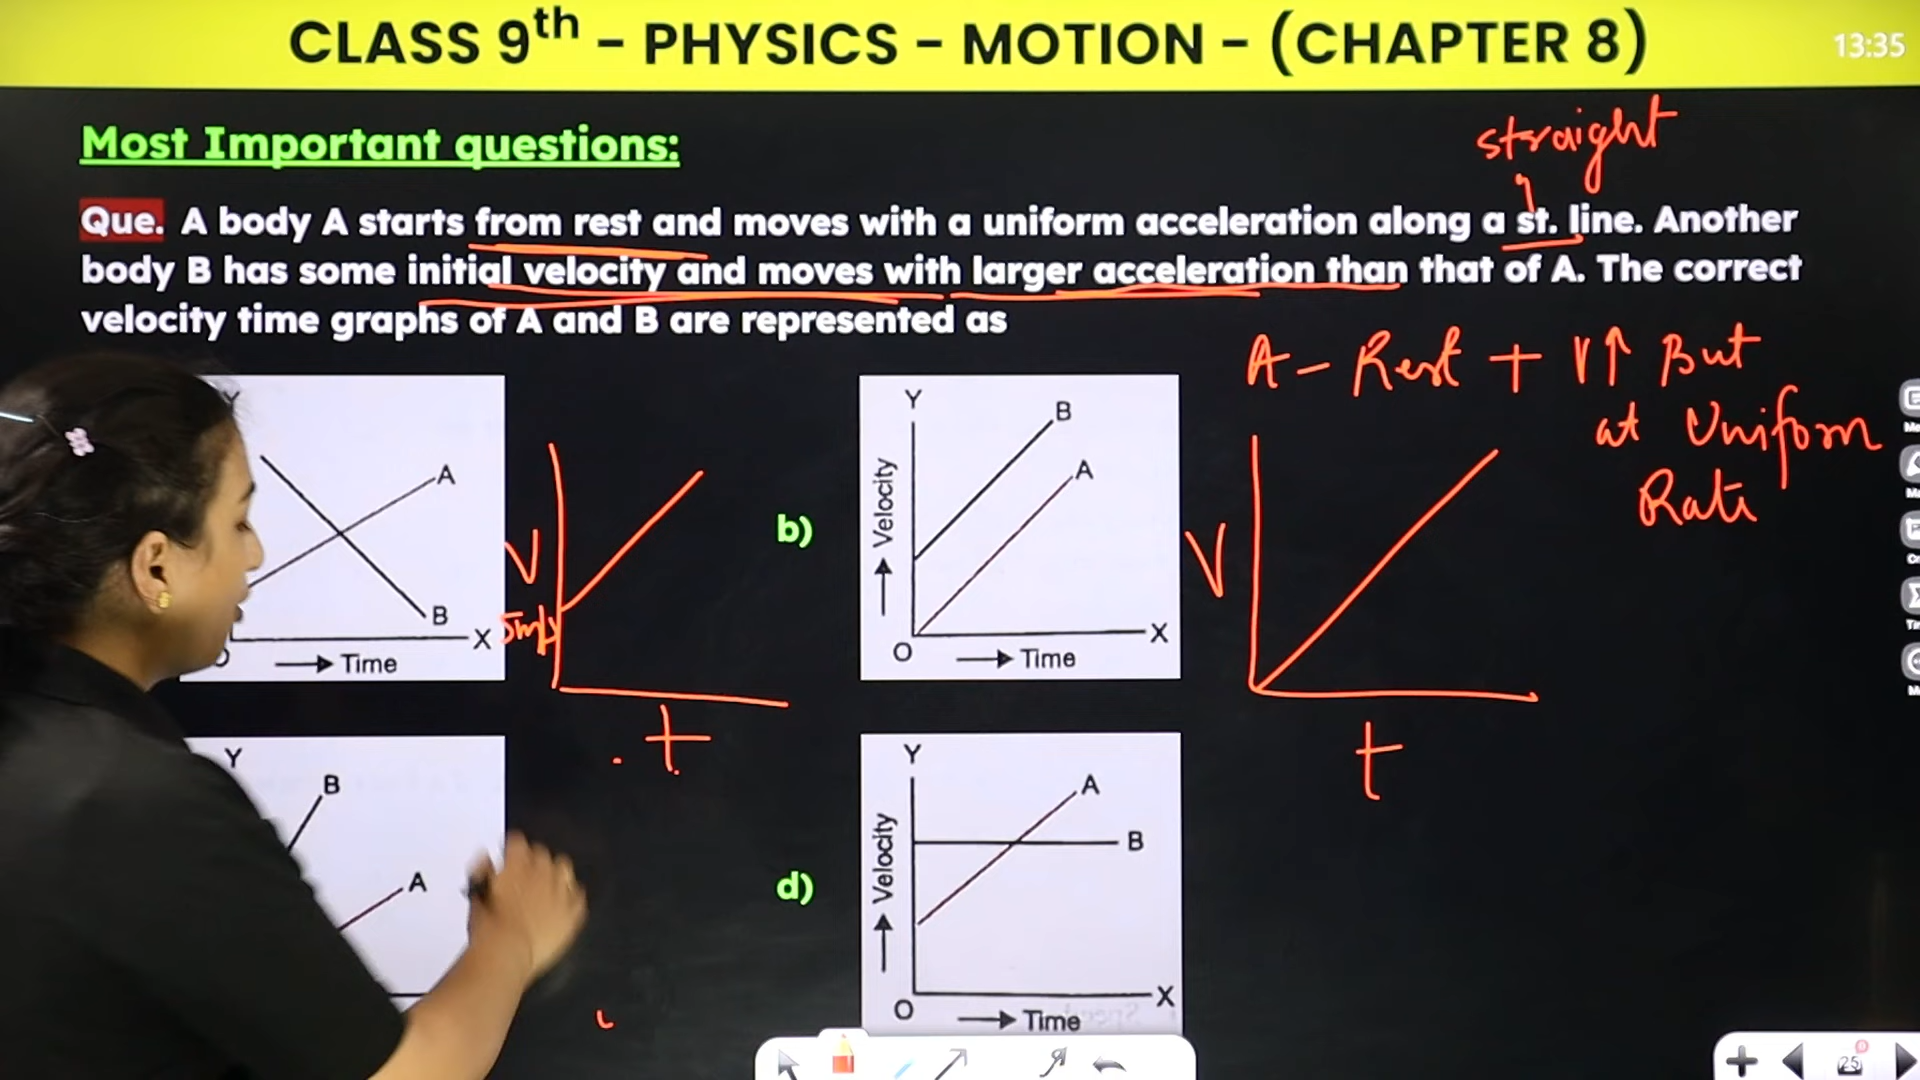 CLASS 9th - PHYSICS - MOTION - (CHAPTER 8)
13:35
Most Important questions:
straight
Que. A body A starts from rest and moves with a uniform acceleration along a st. line. Another
body B has some initial velocity and moves with larger acceleration than that of A. The correct
velocity time graphs of A and B are represented as
A - Rest + V↑ But
at Uniform
Rate
Y
A
B
X
O
Time
V
5m/s
t
b)
Y
B
A
Velocity
X
O
Time
V
t
Y
B
A
d)
Y
A
B
Velocity
X
O
Time
25